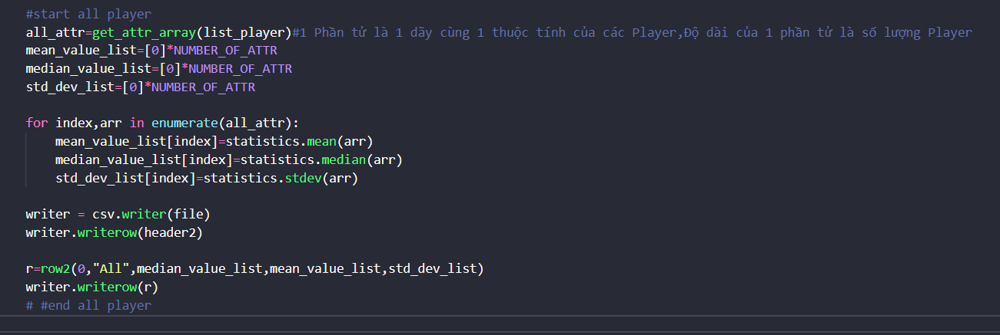 #start all player
all_attr=get_attr_array(list_player)#1 Phần tử là 1 dãy cùng 1 thuộc tính của các Player,Độ dài của 1 phần tử là số lượng Player
mean_value_list=[0]*NUMBER_OF_ATTR
median_value_list=[0]*NUMBER_OF_ATTR
std_dev_list=[0]*NUMBER_OF_ATTR
for index,arr in enumerate(all_attr):
mean_value_list[index]=statistics.mean(arr)
median_value_list[index]=statistics.median(arr)
std_dev_list[index]=statistics.stdev(arr)
writer = csv.writer(file)
writer.writerow(header2)
r=row2(0,"All",median_value_list,mean_value_list,std_dev_list)
writer.writerow(r)
# #end all player